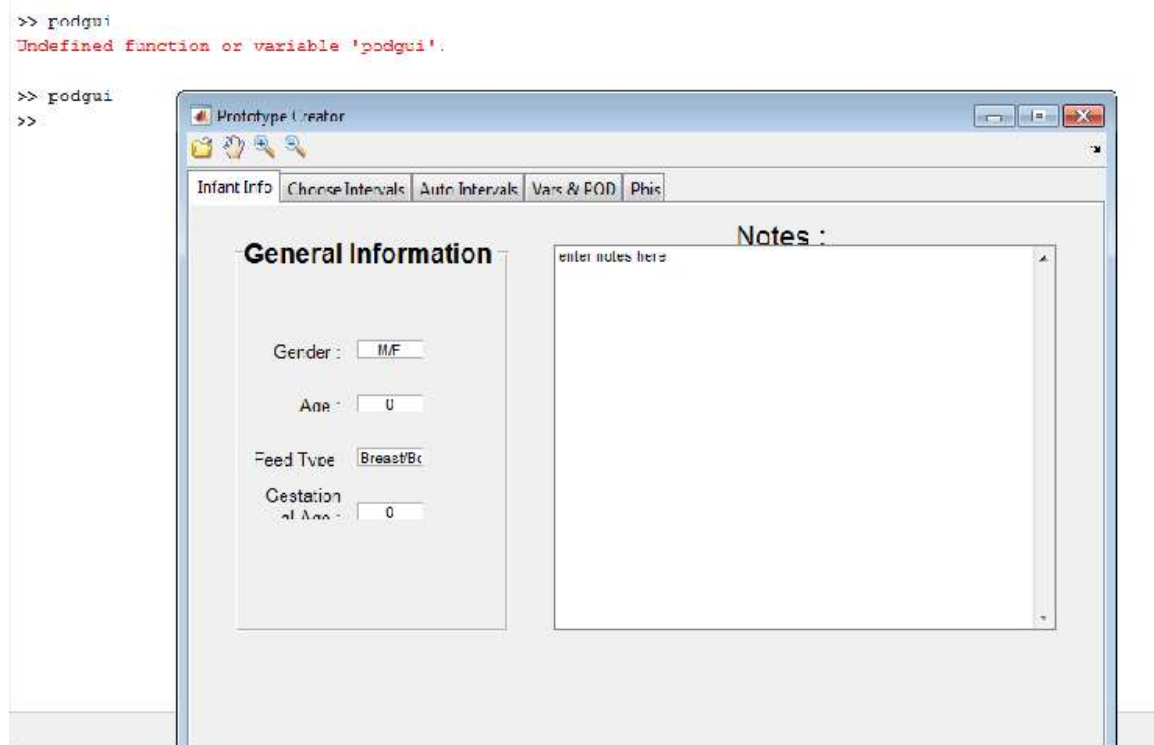 >> podgui
Undefined function or variable 'podgui'.
>> podgui
>>
Prototype Creator
Infant Info Choose Intervals Auto Intervals Vars & POD Phis
General Information
Notes :
enter notes here
Gender : M/F
Age : 0
Feed Type Breast/Bo
Gestation
al Age : 0